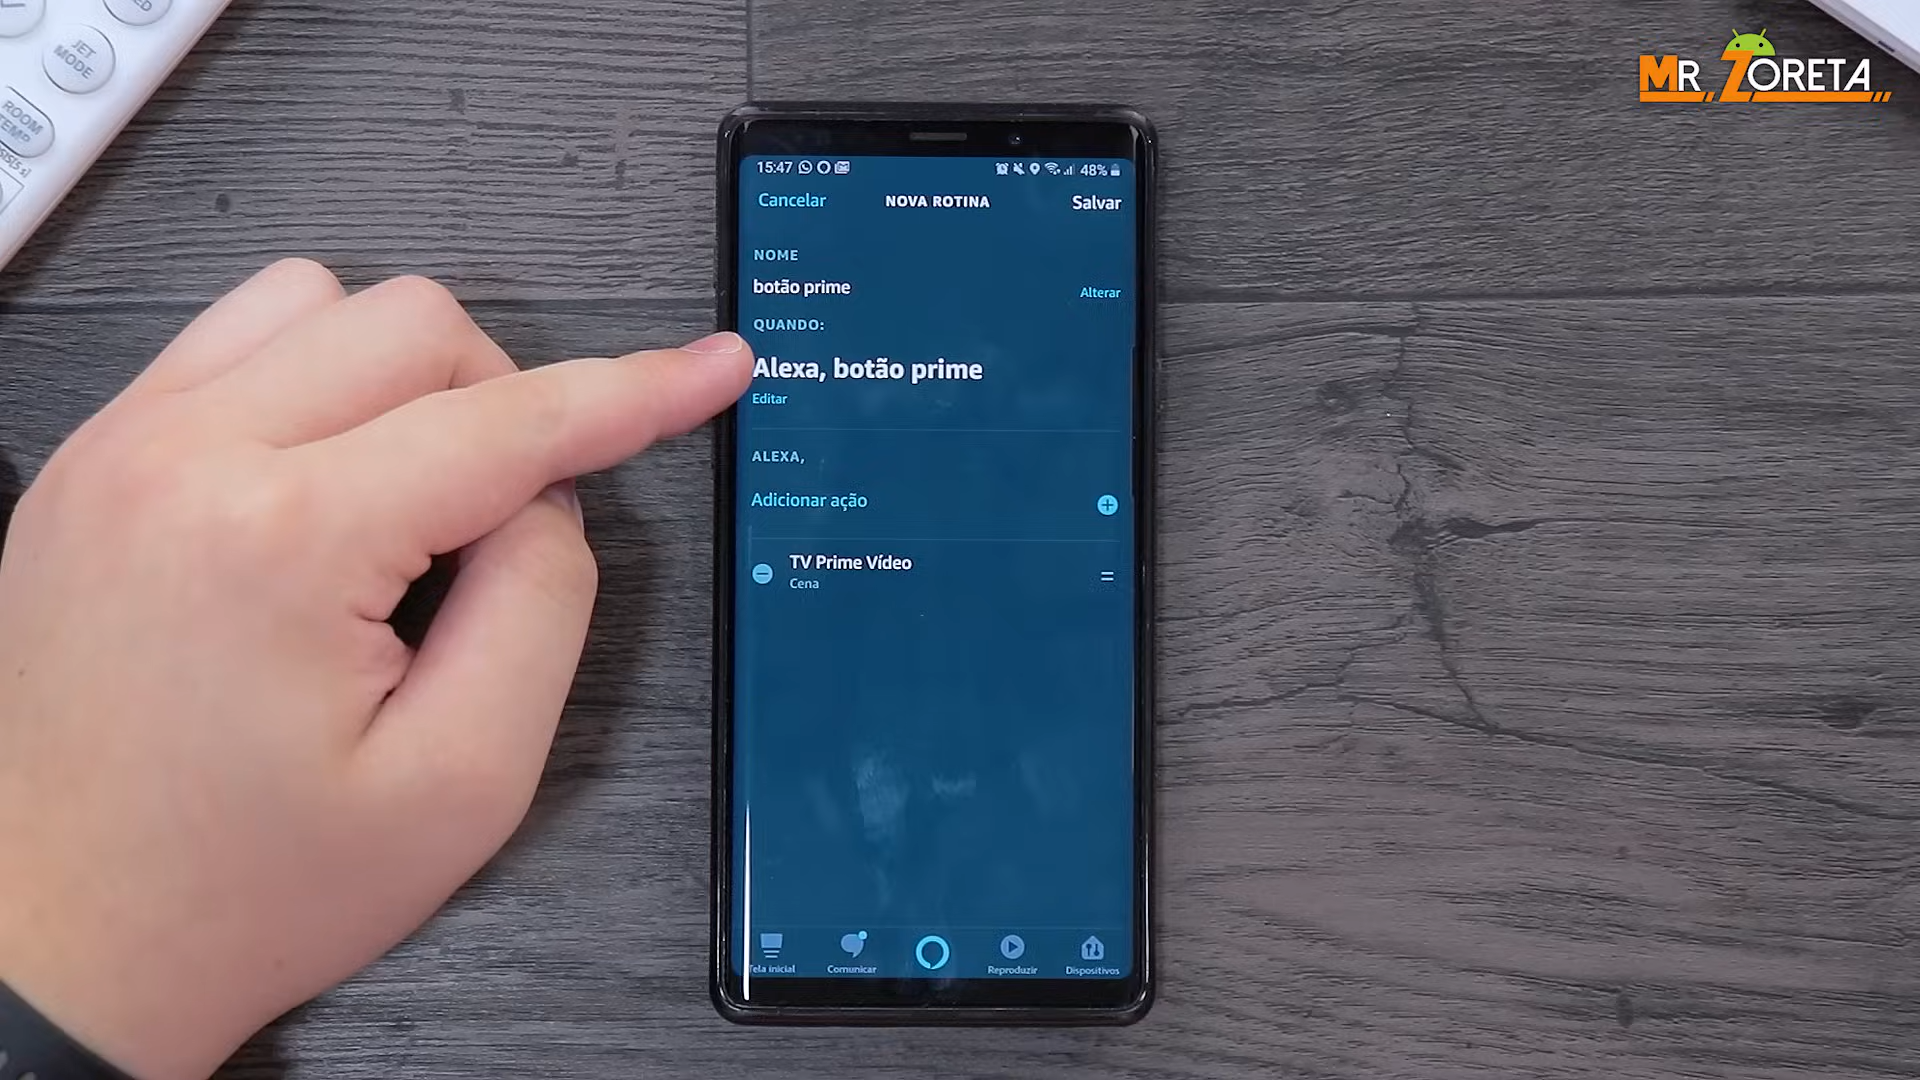 JET
MODE
ROOM
TEMP
MR. ZORETA
15:47
48%
Cancelar
NOVA ROTINA
Salvar
NOME
botão prime
Alterar
QUANDO:
Alexa, botão prime
Editar
ALEXA,
Adicionar ação
TV Prime Vídeo
Cena
Tela inicial
Comunicar
Reproduzir
Dispositivos